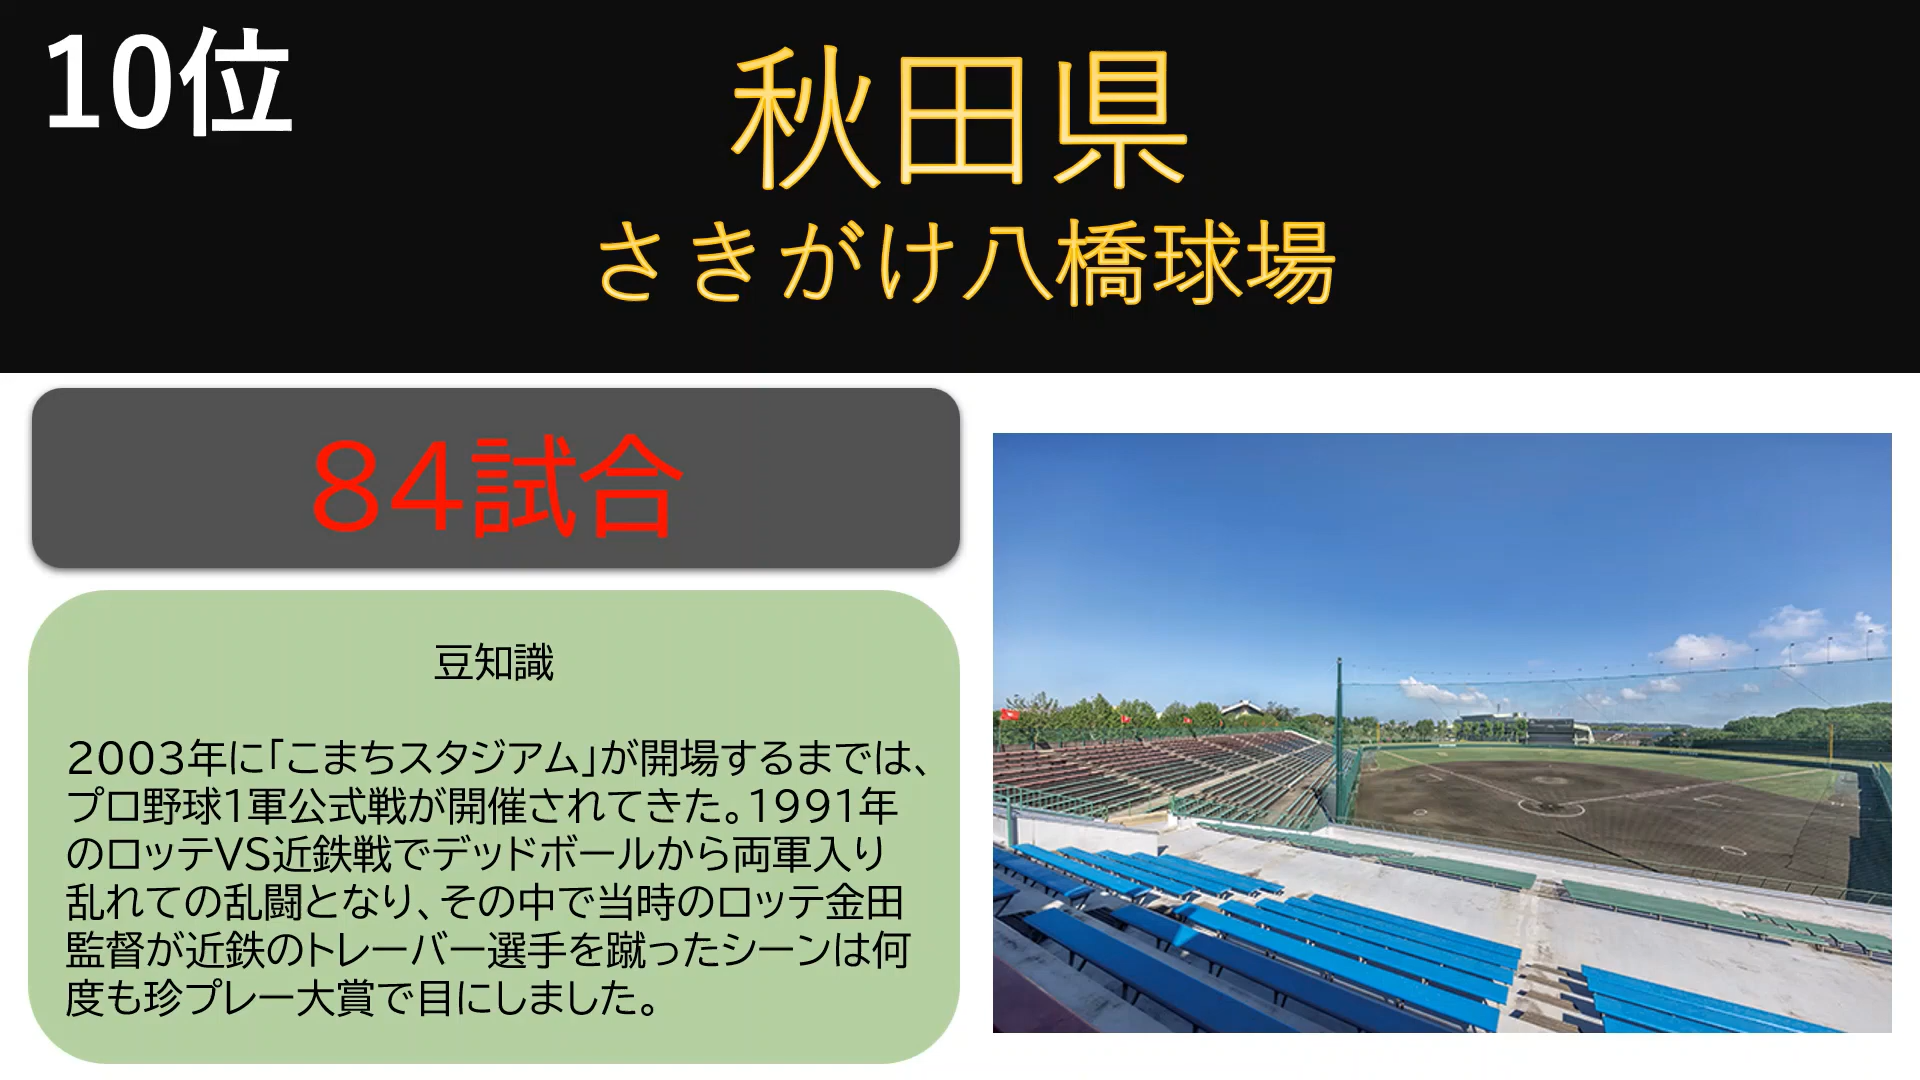 10位
秋田県
さきがけ八橋球場
84試合
豆知識
2003年に「こまちスタジアム」が開場するまでは、
プロ野球1軍公式戦が開催されてきた。1991年
のロッテVS近鉄戦でデッドボールから両軍入り
乱れての乱闘となり、その中で当時のロッテ金田
監督が近鉄のトレーバー選手を蹴ったシーンは何
度も珍プレー大賞で目にしました。